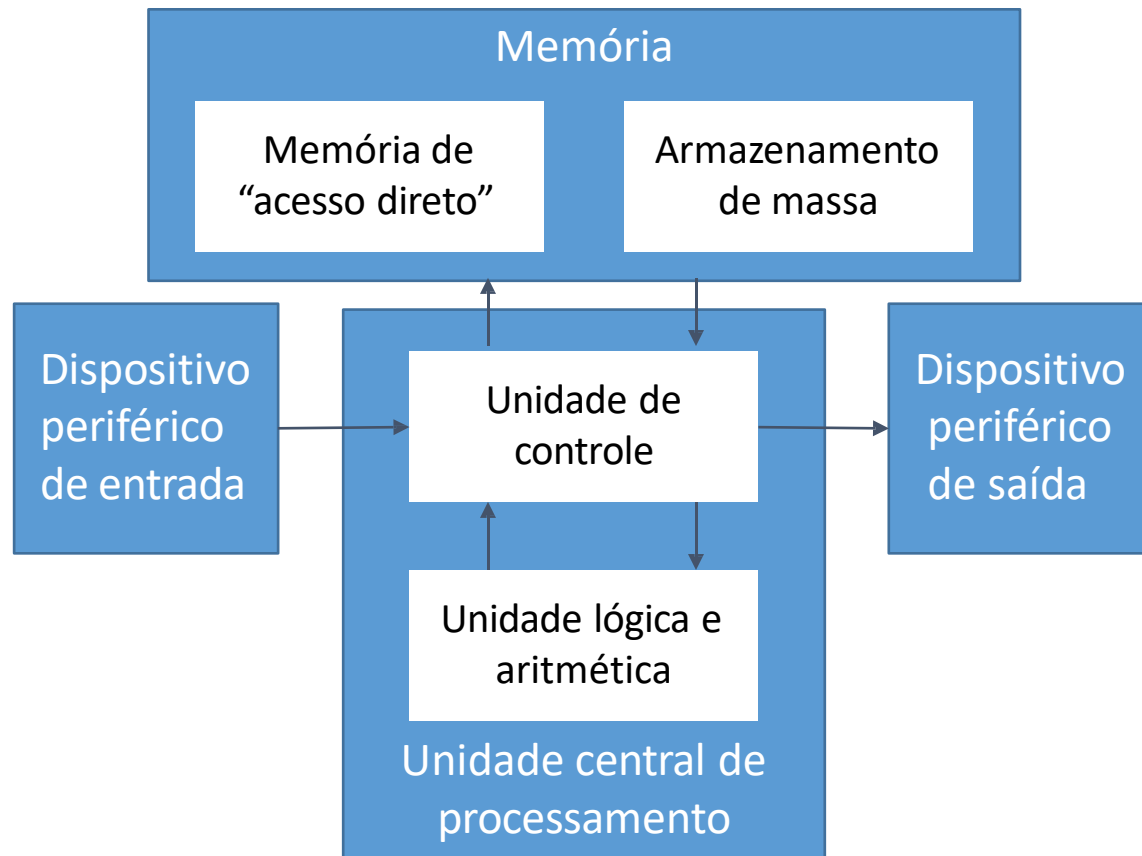 Memória
Memória de
“acesso direto”
Armazenamento
de massa
Dispositivo
periférico
de entrada
Unidade de
controle
Dispositivo
periférico
de saída
Unidade lógica e
aritmética
Unidade central de
processamento